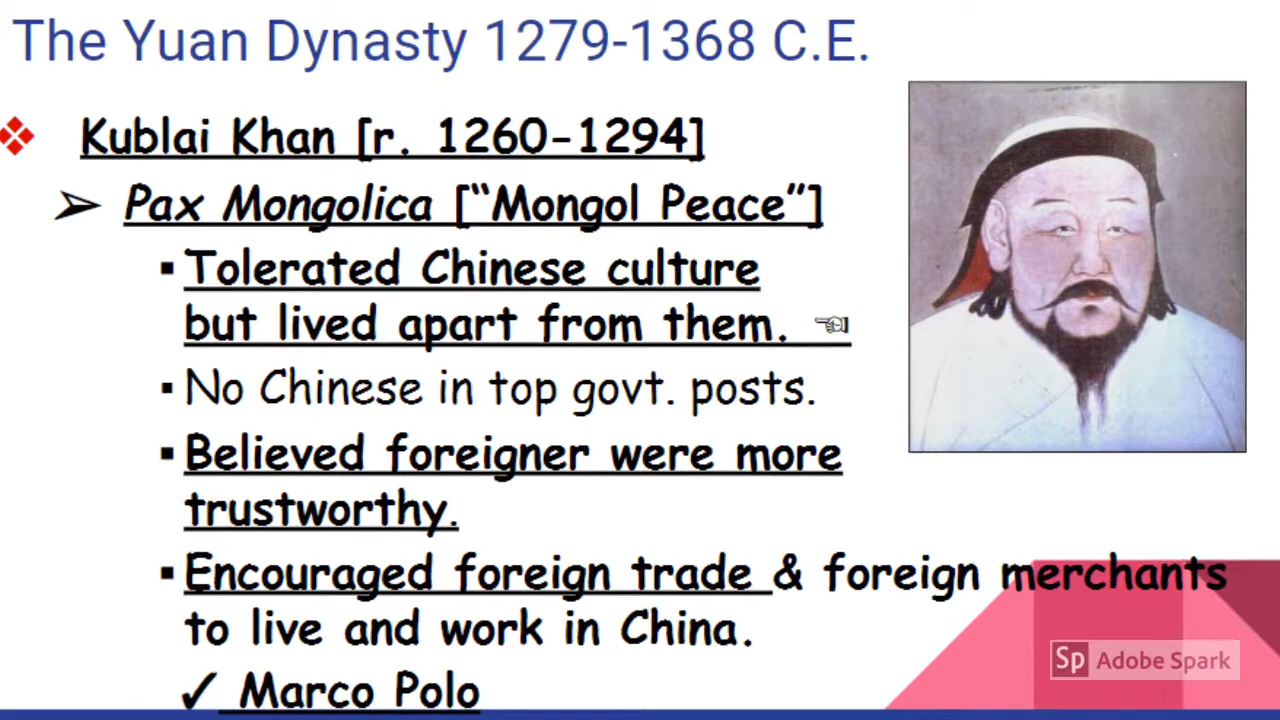 The Yuan Dynasty 1279-1368 C.E.
Kublai Khan [r. 1260-1294]
Pax Mongolica ["Mongol Peace"]
Tolerated Chinese culture
but lived apart from them.
No Chinese in top govt. posts.
Believed foreigner were more
trustworthy.
Encouraged foreign trade & foreign merchants
to live and work in China.
Marco Polo
Sp Adobe Spark